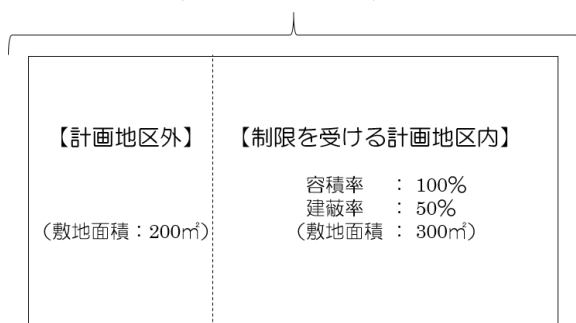 【計画地区外】
【制限を受ける計画地区内】
容積率 : 100%
建蔽率 : 50%
(敷地面積:200㎡)
(敷地面積 : 300㎡)